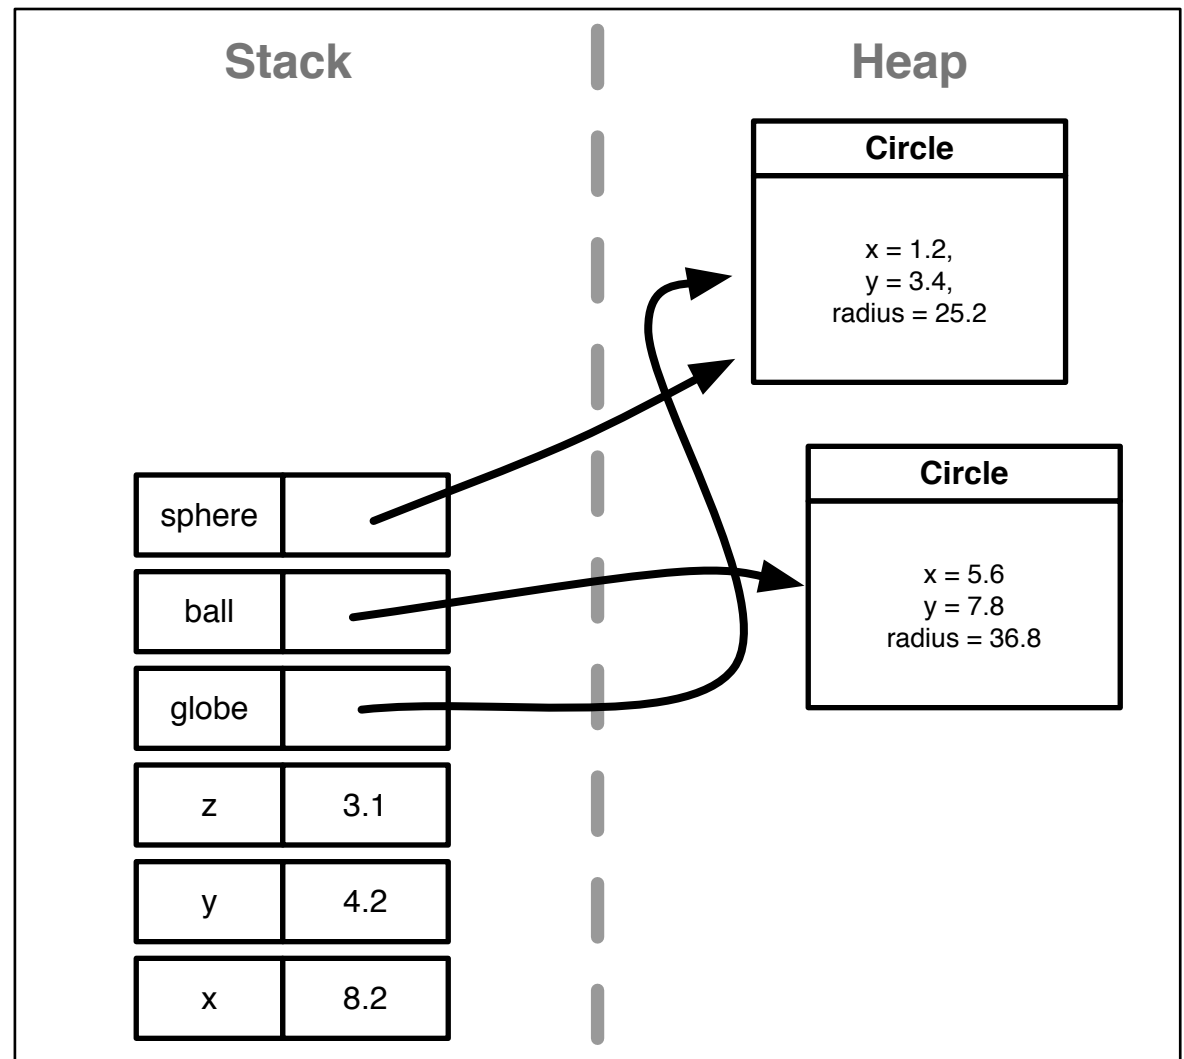 Stack
Heap
Circle
x = 1.2,
y = 3.4,
radius = 25.2
Circle
x = 5.6
y = 7.8
radius = 36.8
sphere
ball
globe
z 3.1
y 4.2
x 8.2